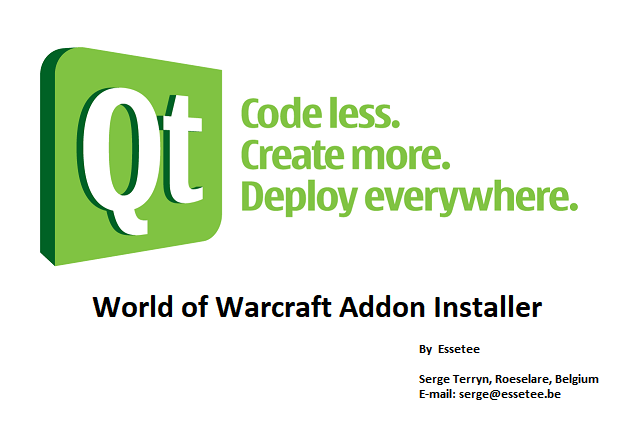 Qt
Code less.
Create more.
Deploy everywhere.
World of Warcraft Addon Installer
By Essetee
Serge Terryn, Roeselare, Belgium
E-mail: serge@essetee.be